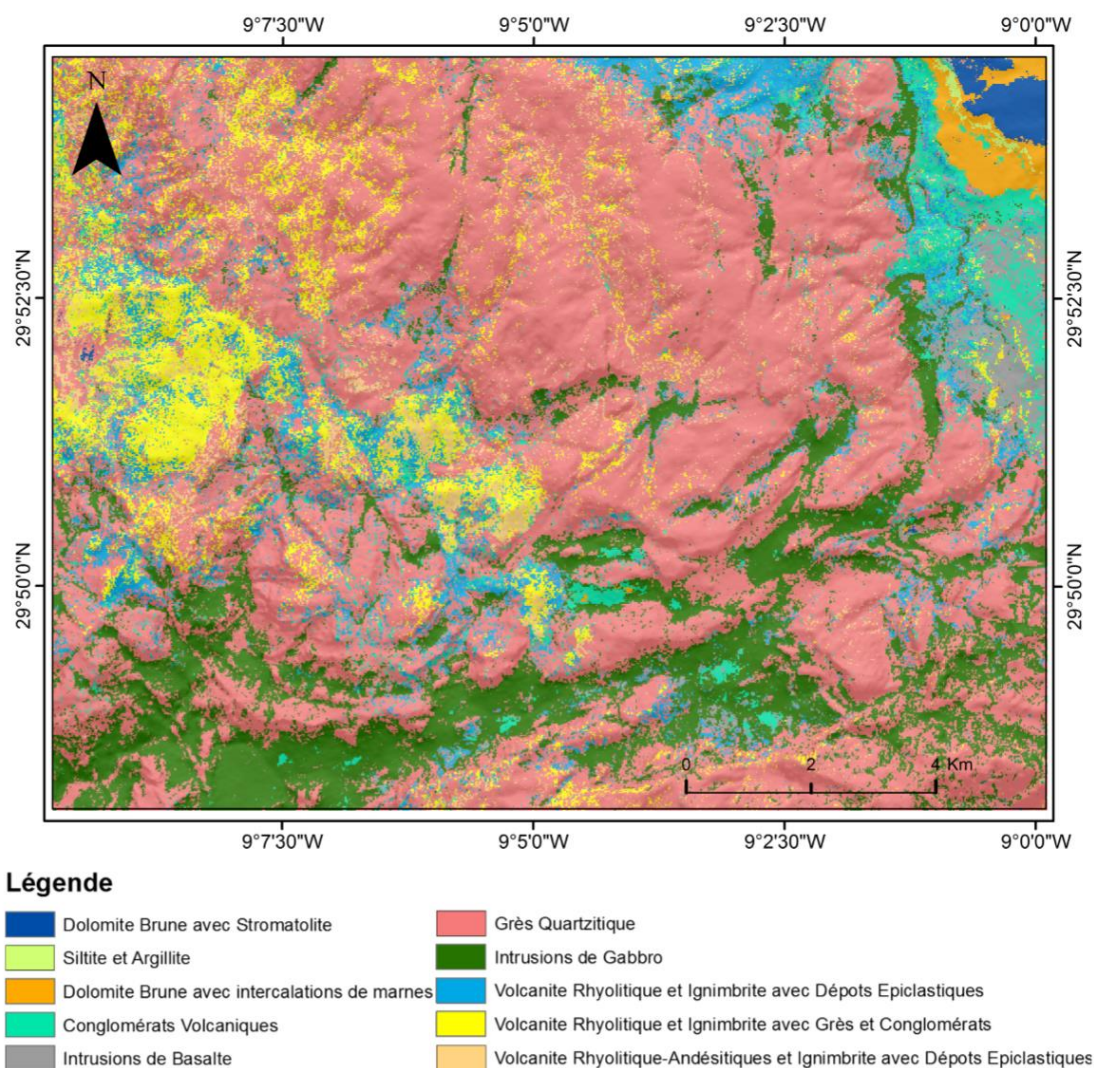 9°7'30"W 9°5'0"W 9°2'30"W 9°0'0"W
N
29°52'30"N 29°52'30"N
29°50'0"N 29°50'0"N
0 2 4 Km
9°7'30"W 9°5'0"W 9°2'30"W 9°0'0"W
Légende
Dolomite Brune avec Stromatolite
Siltite et Argillite
Dolomite Brune avec intercalations de marnes
Conglomérats Volcaniques
Intrusions de Basalte
Grès Quartzitique
Intrusions de Gabbro
Volcanite Rhyolitique et Ignimbrite avec Dépots Epiclastiques
Volcanite Rhyolitique et Ignimbrite avec Grès et Conglomérats
Volcanite Rhyolitique-Andésitiques et Ignimbrite avec Dépots Epiclastiques